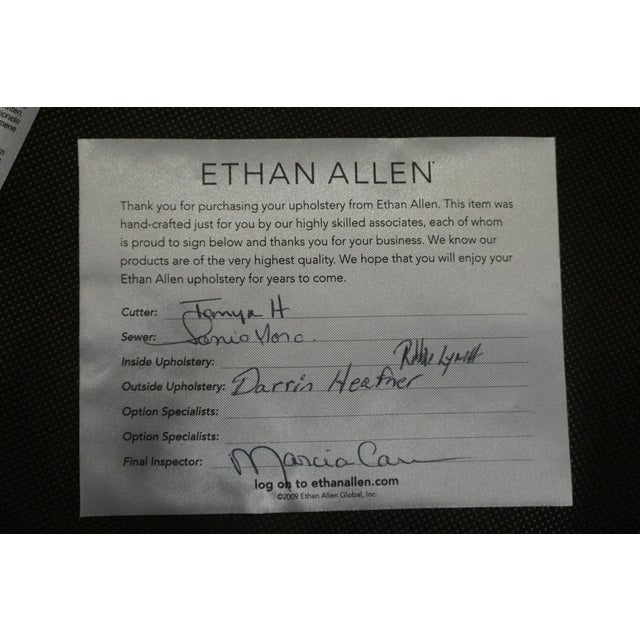 ETHAN ALLEN
Thank you for purchasing your upholstery from Ethan Allen. This item was
hand-crafted just for you by our highly skilled associates, each of whom
is proud to sign below and thanks you for your business. We know our
products are of the very highest quality. We hope that you will enjoy your
Ethan Allen upholstery for years to come.
Cutter: Tamyra H
Sewer:
Inside Upholstery: Lynch
Outside Upholstery: Darrin Heafner
Option Specialists:
Option Specialists:
Final Inspector: Marcia
log on to ethanallen.com
©2009 Ethan Allen Global, Inc.